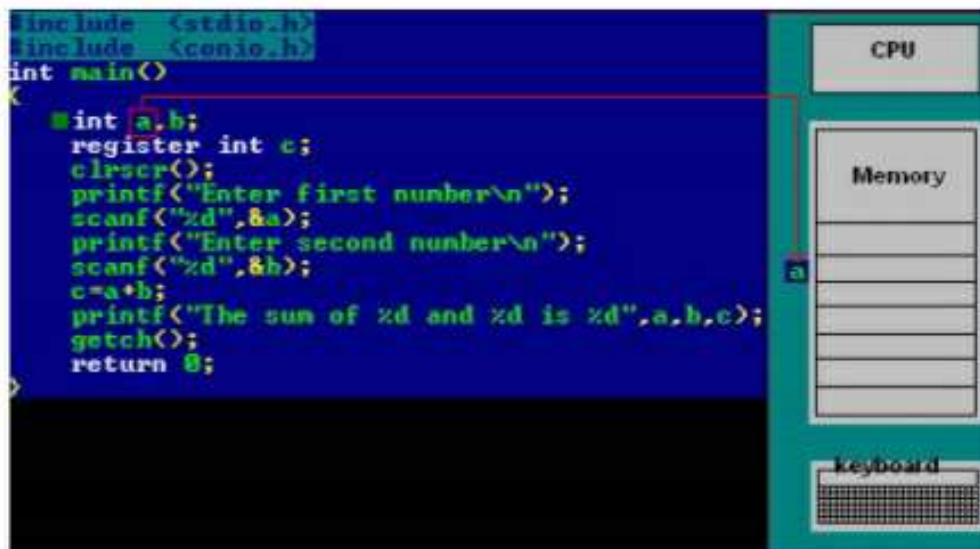 #include <stdio.h>
#include <conio.h>
int main()
{
int a,b;
register int c;
clrscr();
printf("Enter first number\n");
scanf("%d",&a);
printf("Enter second number\n");
scanf("%d",&b);
c=a+b;
printf("The sum of %d and %d is %d",a,b,c);
getch();
return 0;
}
CPU
Memory
a
keyboard